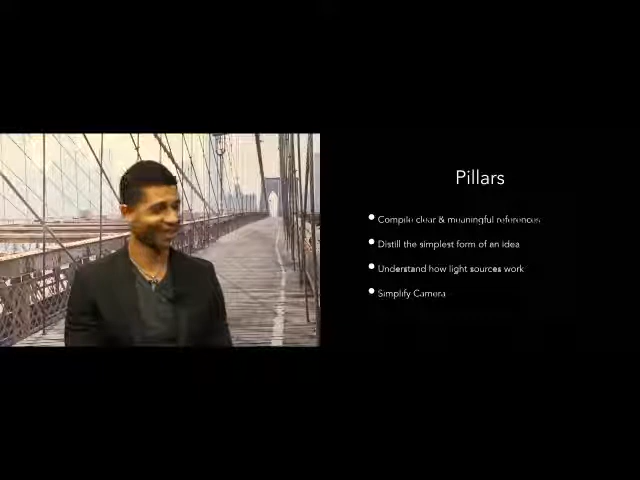 Pillars
Compile clear & meaningful references
Distill the simplest form of an idea
Understand how light sources work
Simplify Camera